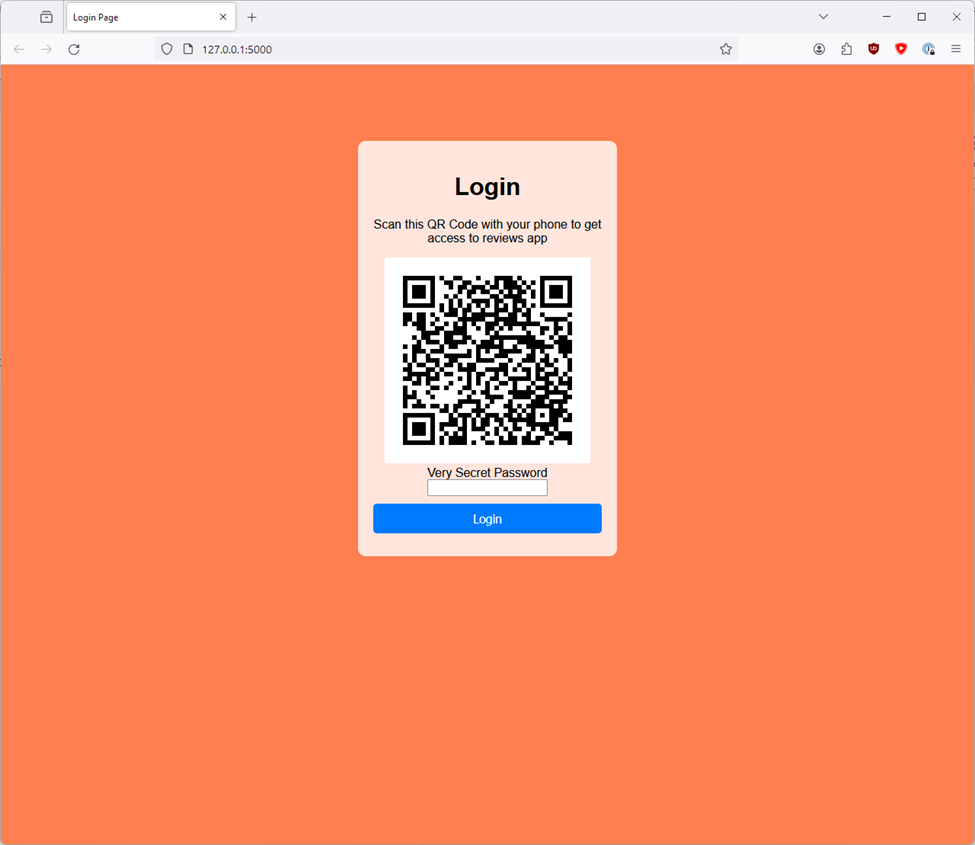 Login Page
127.0.0.1:5000
Login
Scan this QR Code with your phone to get
access to reviews app
Very Secret Password
Login